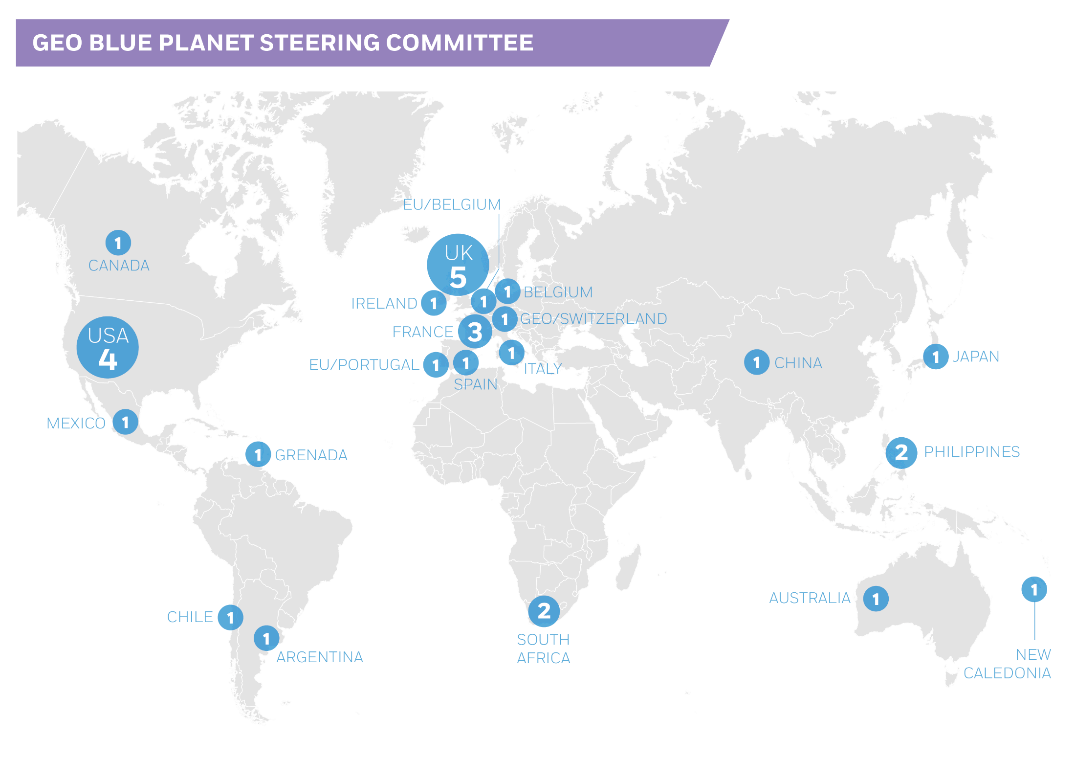 GEO BLUE PLANET STEERING COMMITTEE
EU/BELGIUM
1
CANADA
UK
5
1 BELGIUM
IRELAND 1
1
1 GEO/SWITZERLAND
FRANCE 3
USA
4
EU/PORTUGAL 1
1
SPAIN
1
ITALY
1 CHINA
1 JAPAN
MEXICO 1
1 GRENADA
2 PHILIPPINES
CHILE 1
1
ARGENTINA
2
SOUTH
AFRICA
AUSTRALIA 1
1
NEW
CALEDONIA